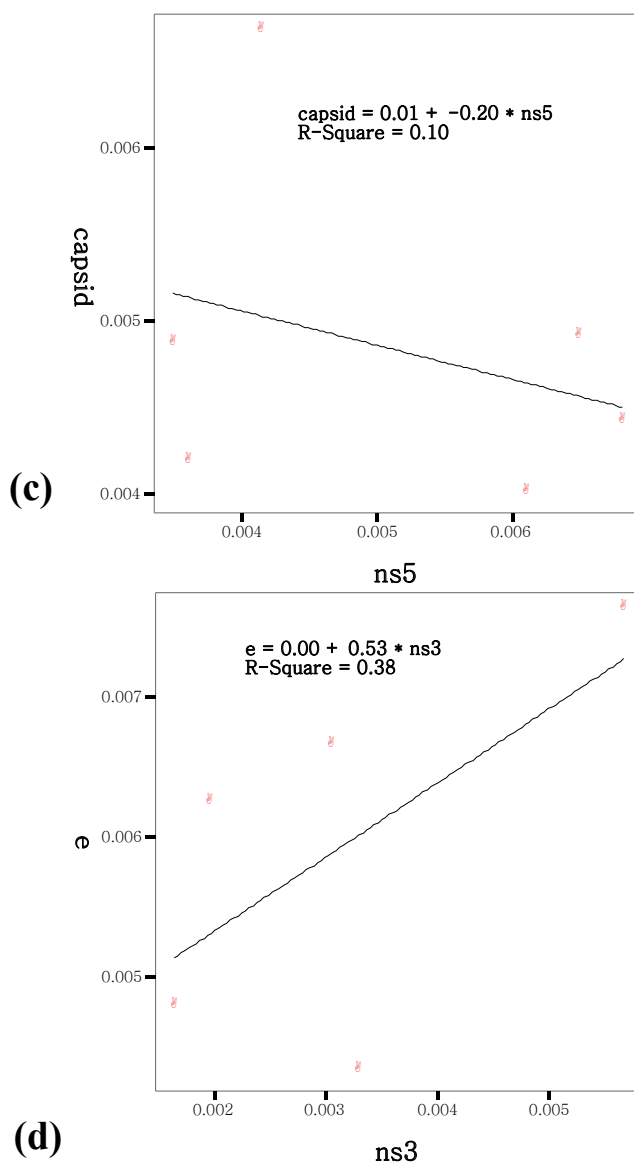 capsid = 0.01 + -0.20 * ns5
R-Square = 0.10
0.006
capsid
0.005
0.004
(c)
0.004 0.005 0.006
ns5
e = 0.00 + 0.53 * ns3
R-Square = 0.38
0.007
0.006
e
0.005
0.002 0.003 0.004 0.005
(d)
ns3